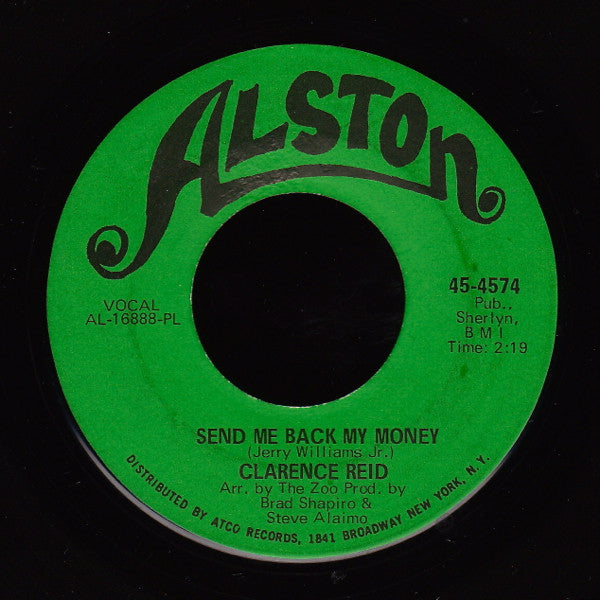 ALSTON
VOCAL
AL-16888-PL
45-4574
Pub.,
Sherlyn,
B M I
Time: 2:19
SEND ME BACK MY MONEY
(Jerry Williams Jr.)
CLARENCE REID
Arr. by The Zoo Prod. by
Brad Shapiro &
Steve Alaimo
DISTRIBUTED BY ATCO RECORDS, 1841 BROADWAY NEW YORK, N.Y.